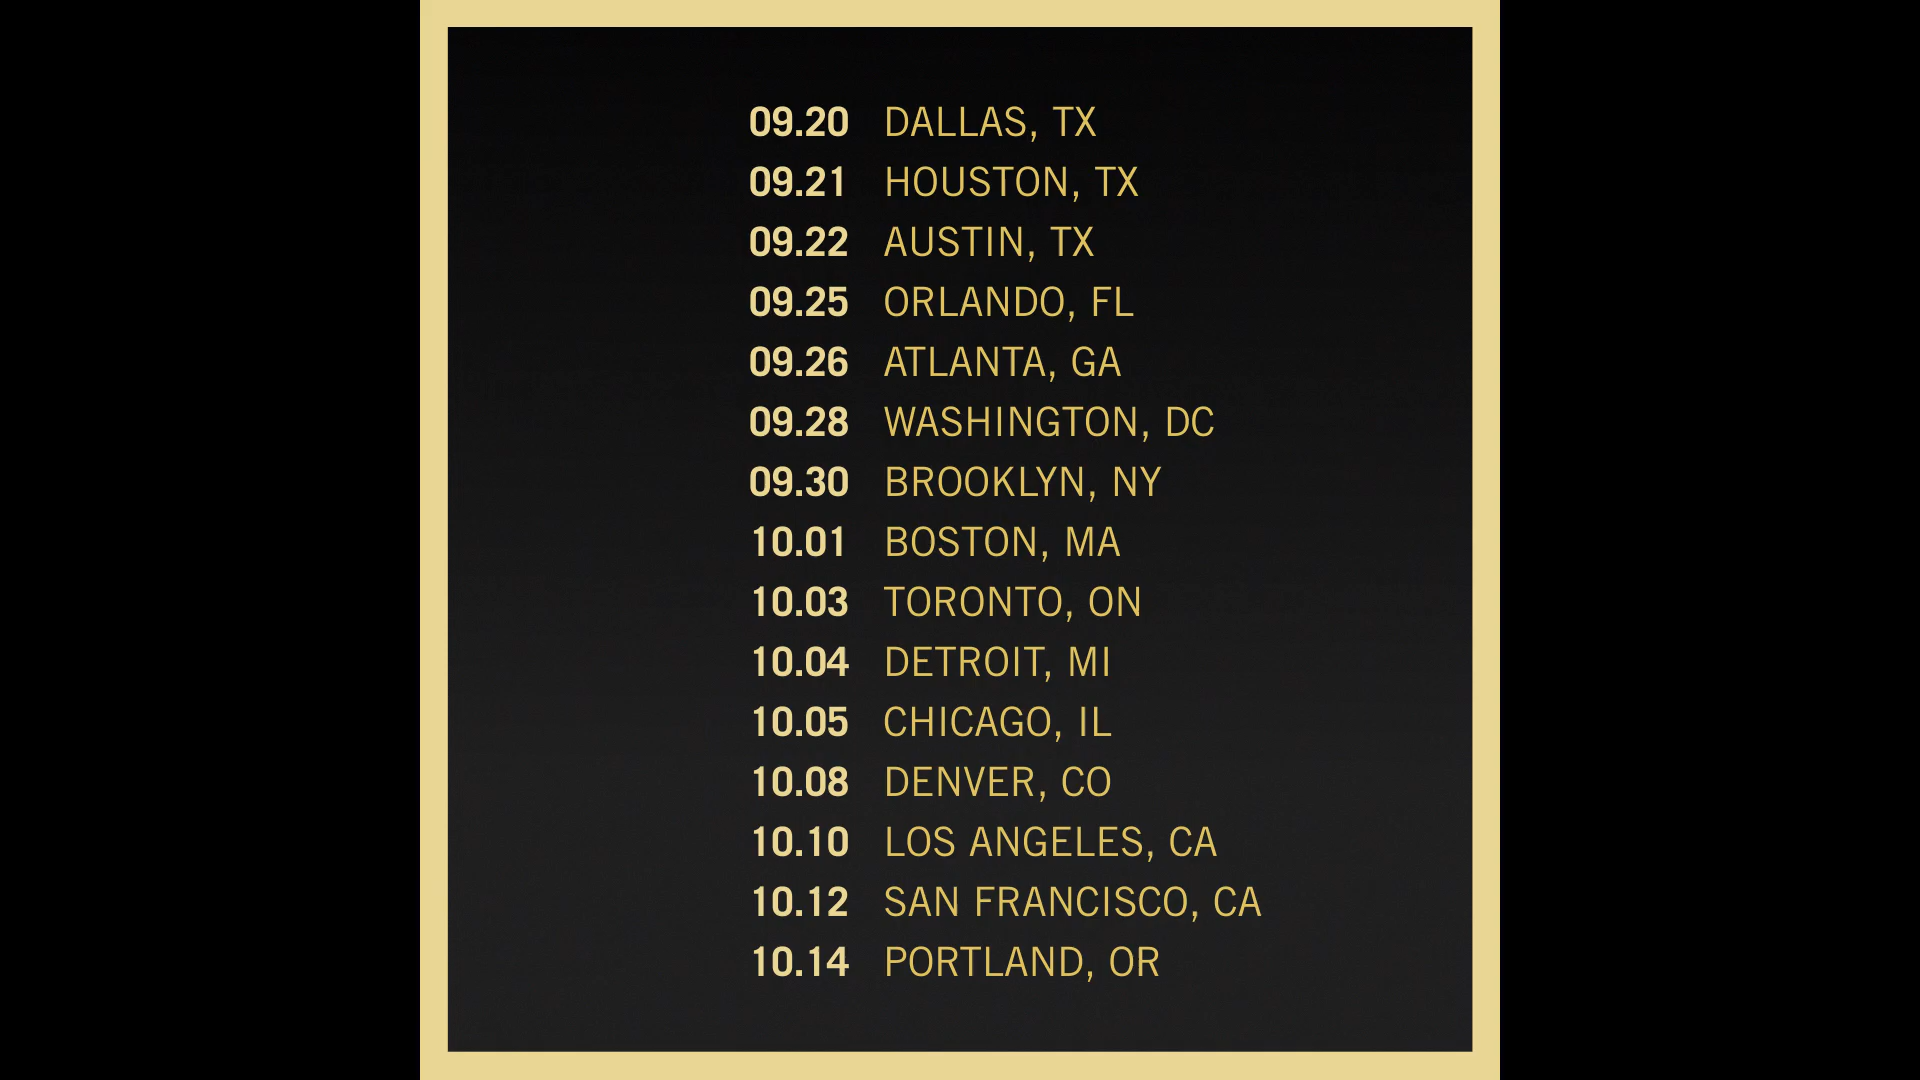 09.20 DALLAS, TX
09.21 HOUSTON, TX
09.22 AUSTIN, TX
09.25 ORLANDO, FL
09.26 ATLANTA, GA
09.28 WASHINGTON, DC
09.30 BROOKLYN, NY
10.01 BOSTON, MA
10.03 TORONTO, ON
10.04 DETROIT, MI
10.05 CHICAGO, IL
10.08 DENVER, CO
10.10 LOS ANGELES, CA
10.12 SAN FRANCISCO, CA
10.14 PORTLAND, OR